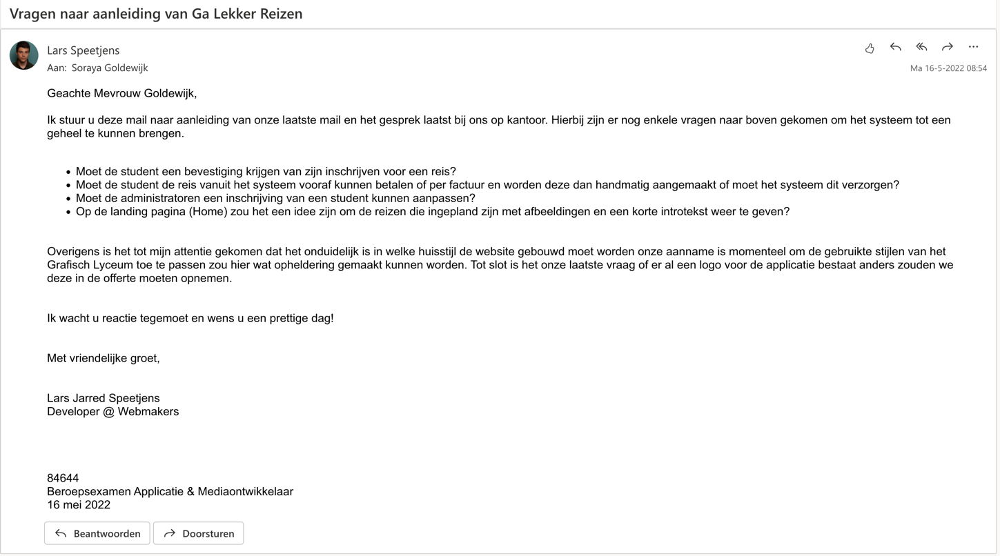 Vragen naar aanleiding van Ga Lekker Reizen
Lars Speetjens
Aan: Soraya Goldewijk
Ma 16-5-2022 08:54
Geachte Mevrouw Goldewijk,
Ik stuur u deze mail naar aanleiding van onze laatste mail en het gesprek laatst bij ons op kantoor. Hierbij zijn er nog enkele vragen naar boven gekomen om het systeem tot een
geheel te kunnen brengen.
• Moet de student een bevestiging krijgen van zijn inschrijven voor een reis?
• Moet de student de reis vanuit het systeem vooraf kunnen betalen of per factuur en worden deze dan handmatig aangemaakt of moet het systeem dit verzorgen?
• Moet de administratoren een inschrijving van een student kunnen aanpassen?
• Op de landing pagina (Home) zou het een idee zijn om de reizen die ingepland zijn met afbeeldingen en een korte introtekst weer te geven?
Overigens is het tot mijn attentie gekomen dat het onduidelijk is in welke huisstijl de website gebouwd moet worden onze aanname is momenteel om de gebruikte stijlen van het
Grafisch Lyceum toe te passen zou hier wat opheldering gemaakt kunnen worden. Tot slot is het onze laatste vraag of er al een logo voor de applicatie bestaat anders zouden we
deze in de offerte moeten opnemen.
Ik wacht u reactie tegemoet en wens u een prettige dag!
Met vriendelijke groet,
Lars Jarred Speetjens
Developer @ Webmakers
84644
Beroepsexamen Applicatie & Mediaontwikkelaar
16 mei 2022
Beantwoorden
Doorsturen